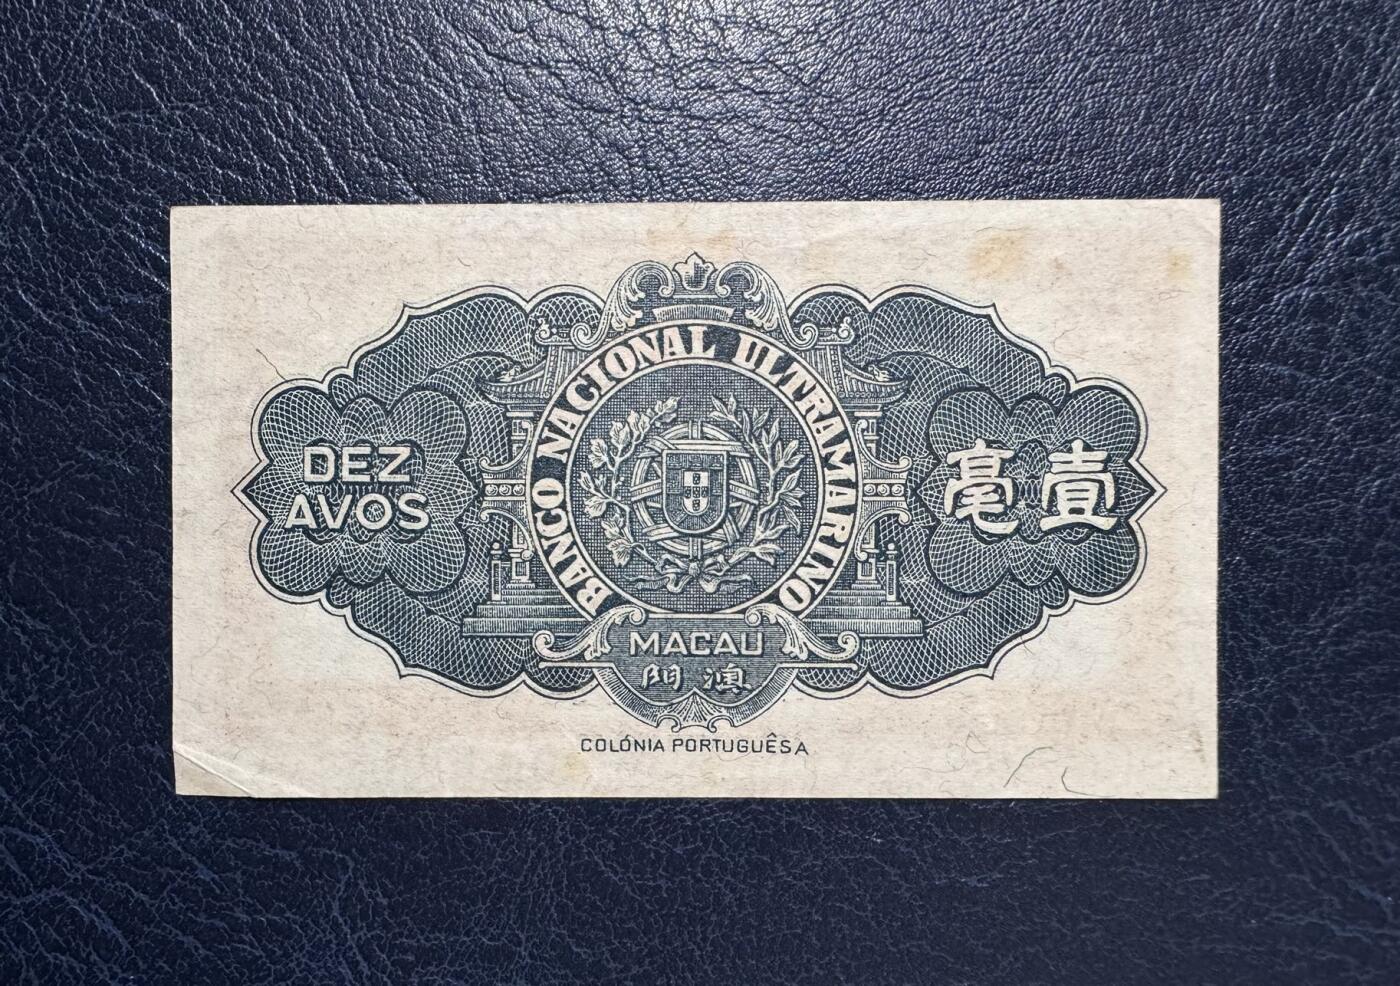 BANCO NACIONAL ULTRAMARINO
DEZ
AVOS
毫壹
MACAU
門澳
COLÓNIA PORTUGUÊSA